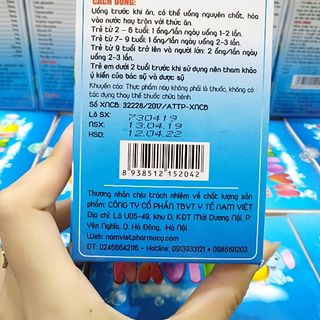 CÁCH DÙNG:
Uống trước khi ăn, có thể uống nguyên chất, hòa
vào nước hay trộn với thức ăn.
Trẻ từ 2 - 6 tuổi: 1 ống/lần ngày uống 1-2 lần.
Trẻ từ 7- 9 tuổi: 1 ống/lần ngày uống 2-3 lần.
Trẻ từ 9 tuổi trở lên và người lớn: 2 ống/lần ngày
uống 2-3 lần.
Trẻ em dưới 2 tuổi trước khi sử dụng nên tham khảo
ý kiến của bác sỹ và dược sỹ
Khuyến cáo: Thực phẩm này không phải là thuốc, không có
tác dụng thay thế thuốc chữa bệnh.
Số XNCB: 32228/2017/ATTP-XNCB
Lô SX: 730419
NSX: 13.04.19
HSD: 12.04.22
8 938512 152042
Thương nhân chịu trách nhiệm về chất lượng sản phẩm:
CÔNG TY CỔ PHẦN TBVT Y TẾ NAM VIỆT
Địa chỉ: Lô U05-49, khu D, KĐT Mới Dương Nội, P.
Yên Nghĩa, Q. Hà Đông, Hà Nội.
Web: namvietpharmacy.com
ĐT: 02466642116 - Hotline: 0913933121 * 0985191203